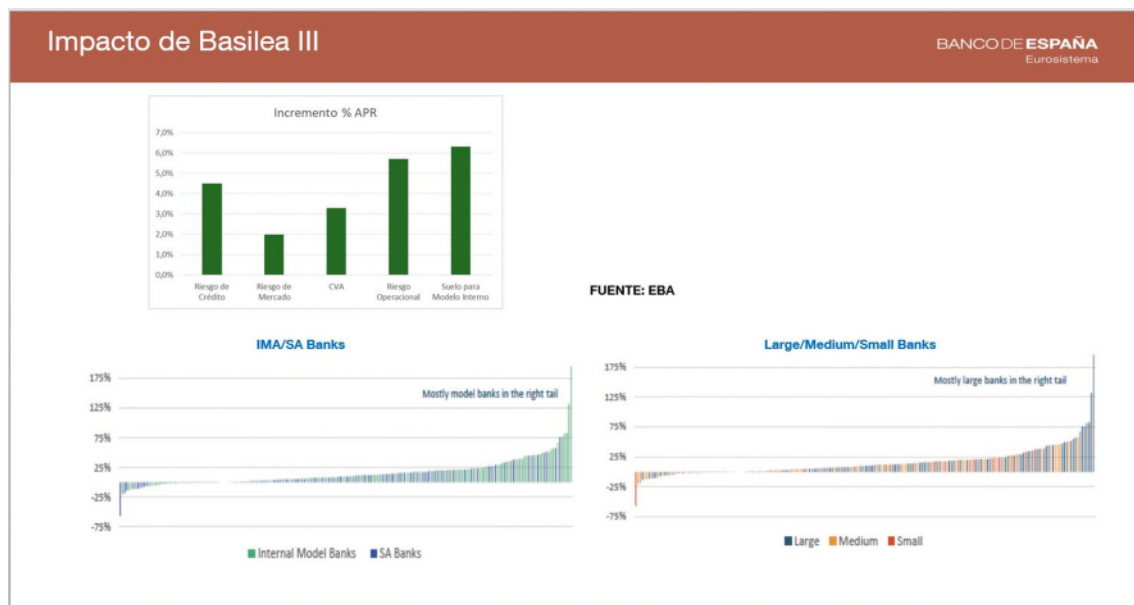 Impacto de Basilea III
BANCO DE ESPAÑA
Eurosistema
Incremento % APR
7,0%
6,0%
5,0%
4,0%
3,0%
2,0%
1,0%
0,0%
Riesgo de
Crédito
Riesgo de
Mercado
CVA
Riesgo
Operacional
Suelo para
Modelo Interno
FUENTE: EBA
IMA/SA Banks
175%
125%
75%
25%
-25%
-75%
Mostly model banks in the right tail
Internal Model Banks
SA Banks
Large/Medium/Small Banks
175%
125%
75%
25%
-25%
-75%
Mostly large banks in the right tail
Large
Medium
Small